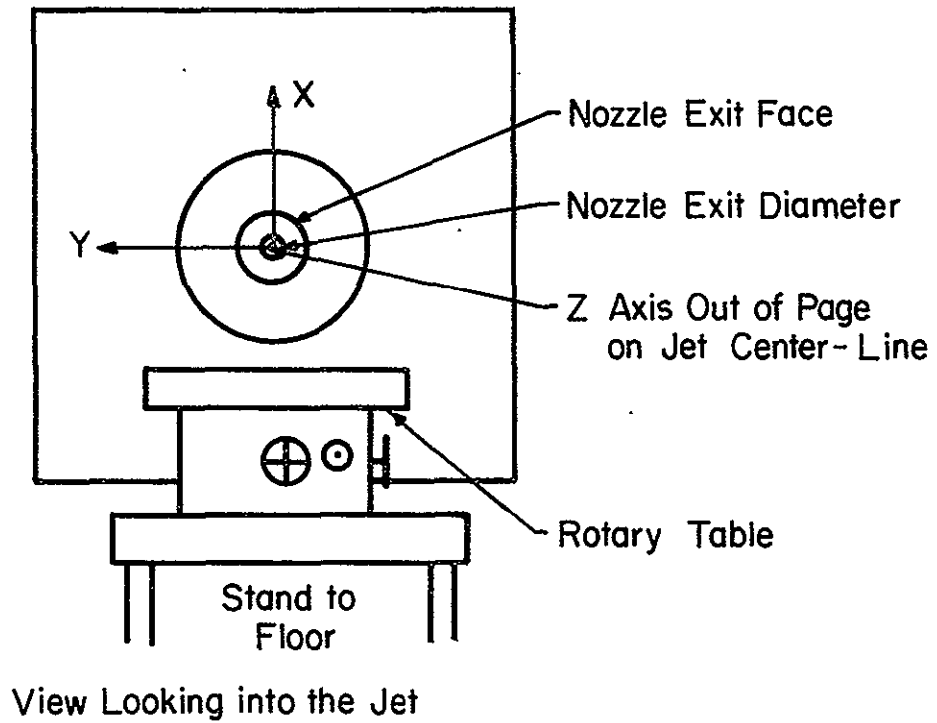 X
Nozzle Exit Face
Nozzle Exit Diameter
Y
Z Axis Out of Page
on Jet Center-Line
Rotary Table
Stand to
Floor
View Looking into the Jet